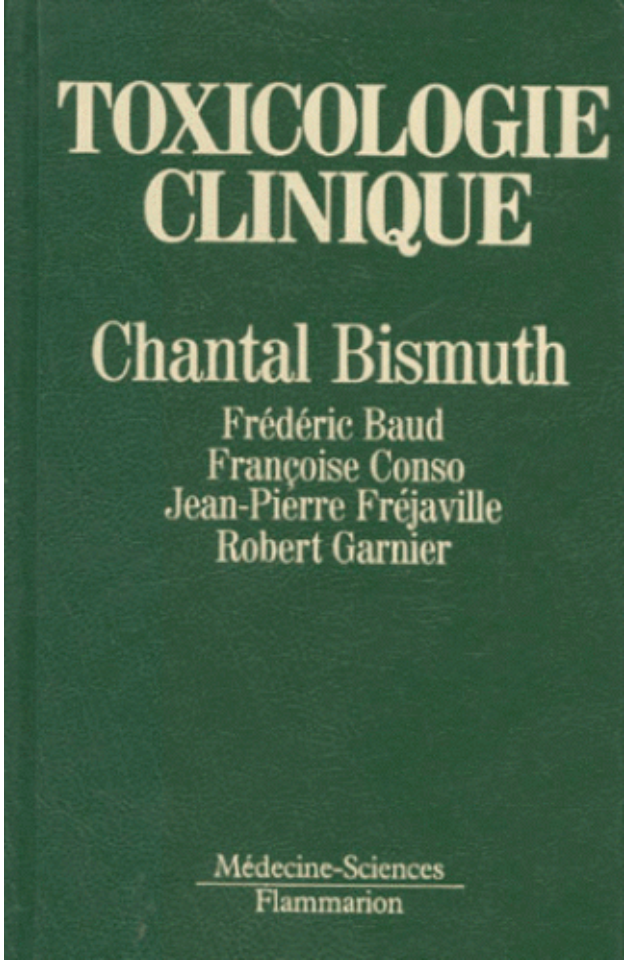 TOXICOLOGIE
CLINIQUE
Chantal Bismuth
Frédéric Baud
Françoise Conso
Jean-Pierre Fréjaville
Robert Garnier
Médecine-Sciences
Flammarion